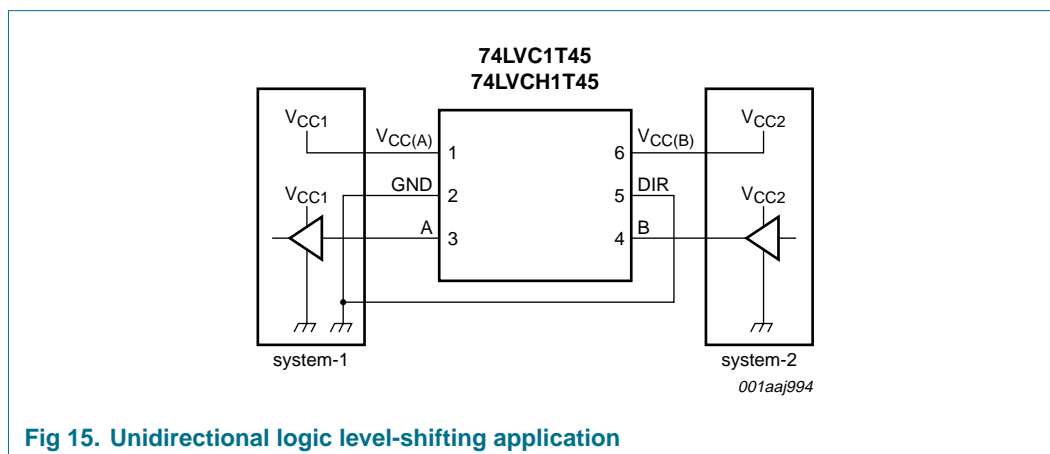 74LVC1T45
74LVCH1T45
VCC1
VCC(A)
1
6
VCC(B)
VCC2
GND
2
5
DIR
VCC1
A
3
4
B
VCC2
system-1
system-2
001aaj994
Fig 15. Unidirectional logic level-shifting application